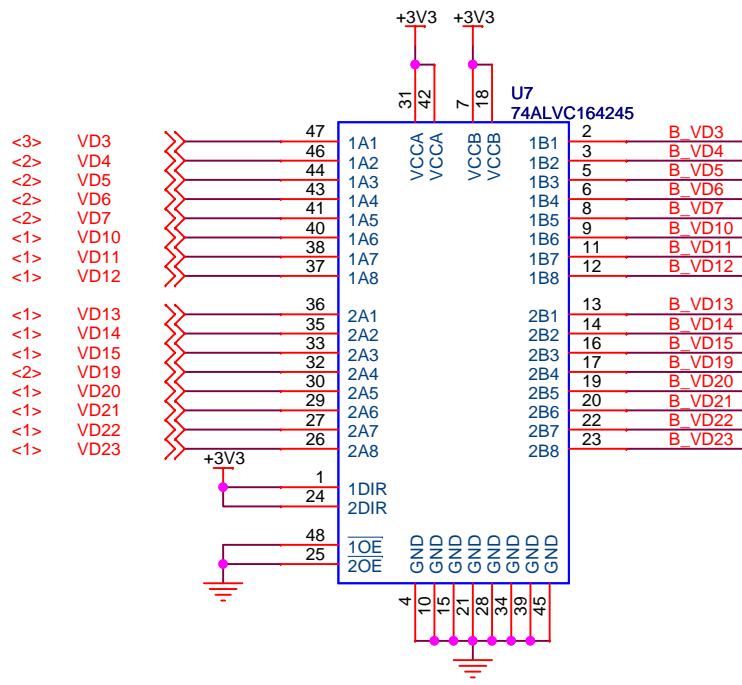 +3V3 +3V3
31 42 7 18
U7
74ALVC164245
VCCA VCCA VCCB VCCB
<3> VD3 47 1A1 1B1 2 B_VD3
<2> VD4 46 1A2 1B2 3 B_VD4
<2> VD5 44 1A3 1B3 5 B_VD5
<2> VD6 43 1A4 1B4 6 B_VD6
<2> VD7 41 1A5 1B5 8 B_VD7
<1> VD10 40 1A6 1B6 9 B_VD10
<1> VD11 38 1A7 1B7 11 B_VD11
<1> VD12 37 1A8 1B8 12 B_VD12
<1> VD13 36 2A1 2B1 13 B_VD13
<1> VD14 35 2A2 2B2 14 B_VD14
<1> VD15 33 2A3 2B3 16 B_VD15
<2> VD19 32 2A4 2B4 17 B_VD19
<1> VD20 30 2A5 2B5 19 B_VD20
<1> VD21 29 2A6 2B6 20 B_VD21
<1> VD22 27 2A7 2B7 22 B_VD22
<1> VD23 26 2A8 2B8 23 B_VD23
+3V3
1 1DIR
24 2DIR
48 1OE
25 2OE
GND GND GND GND GND GND GND GND
4 10 15 21 28 34 39 45